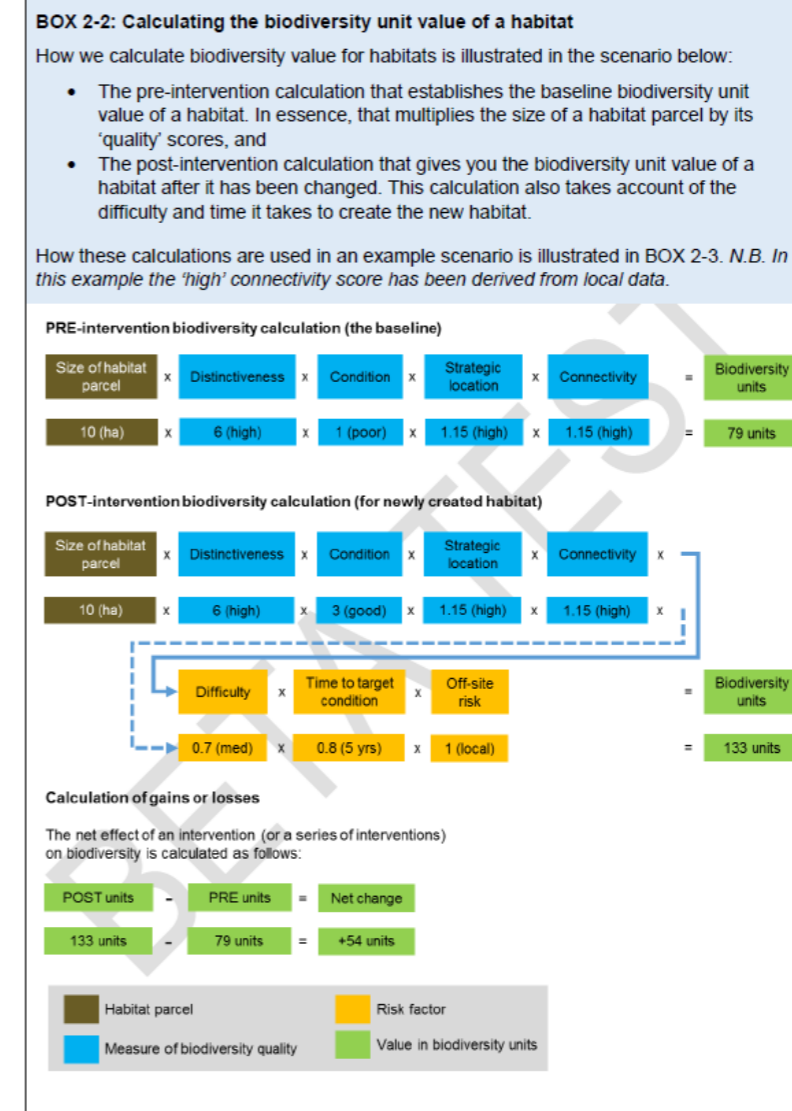 BOX 2-2: Calculating the biodiversity unit value of a habitat
How we calculate biodiversity value for habitats is illustrated in the scenario below:
• The pre-intervention calculation that establishes the baseline biodiversity unit
value of a habitat. In essence, that multiplies the size of a habitat parcel by its
‘quality’ scores, and
• The post-intervention calculation that gives you the biodiversity unit value of a
habitat after it has been changed. This calculation also takes account of the
difficulty and time it takes to create the new habitat.
How these calculations are used in an example scenario is illustrated in BOX 2-3. N.B. In
this example the ‘high’ connectivity score has been derived from local data.
PRE-intervention biodiversity calculation (the baseline)
Size of habitat parcel x Distinctiveness x Condition x Strategic location x Connectivity = Biodiversity units
10 (ha) x 6 (high) x 1 (poor) x 1.15 (high) x 1.15 (high) = 79 units
POST-intervention biodiversity calculation (for newly created habitat)
Size of habitat parcel x Distinctiveness x Condition x Strategic location x Connectivity x
10 (ha) x 6 (high) x 3 (good) x 1.15 (high) x 1.15 (high) x
Difficulty x Time to target condition x Off-site risk = Biodiversity units
0.7 (med) x 0.8 (5 yrs) x 1 (local) = 133 units
Calculation of gains or losses
The net effect of an intervention (or a series of interventions)
on biodiversity is calculated as follows:
POST units - PRE units = Net change
133 units - 79 units = +54 units
Habitat parcel
Risk factor
Measure of biodiversity quality
Value in biodiversity units
BETA TEST